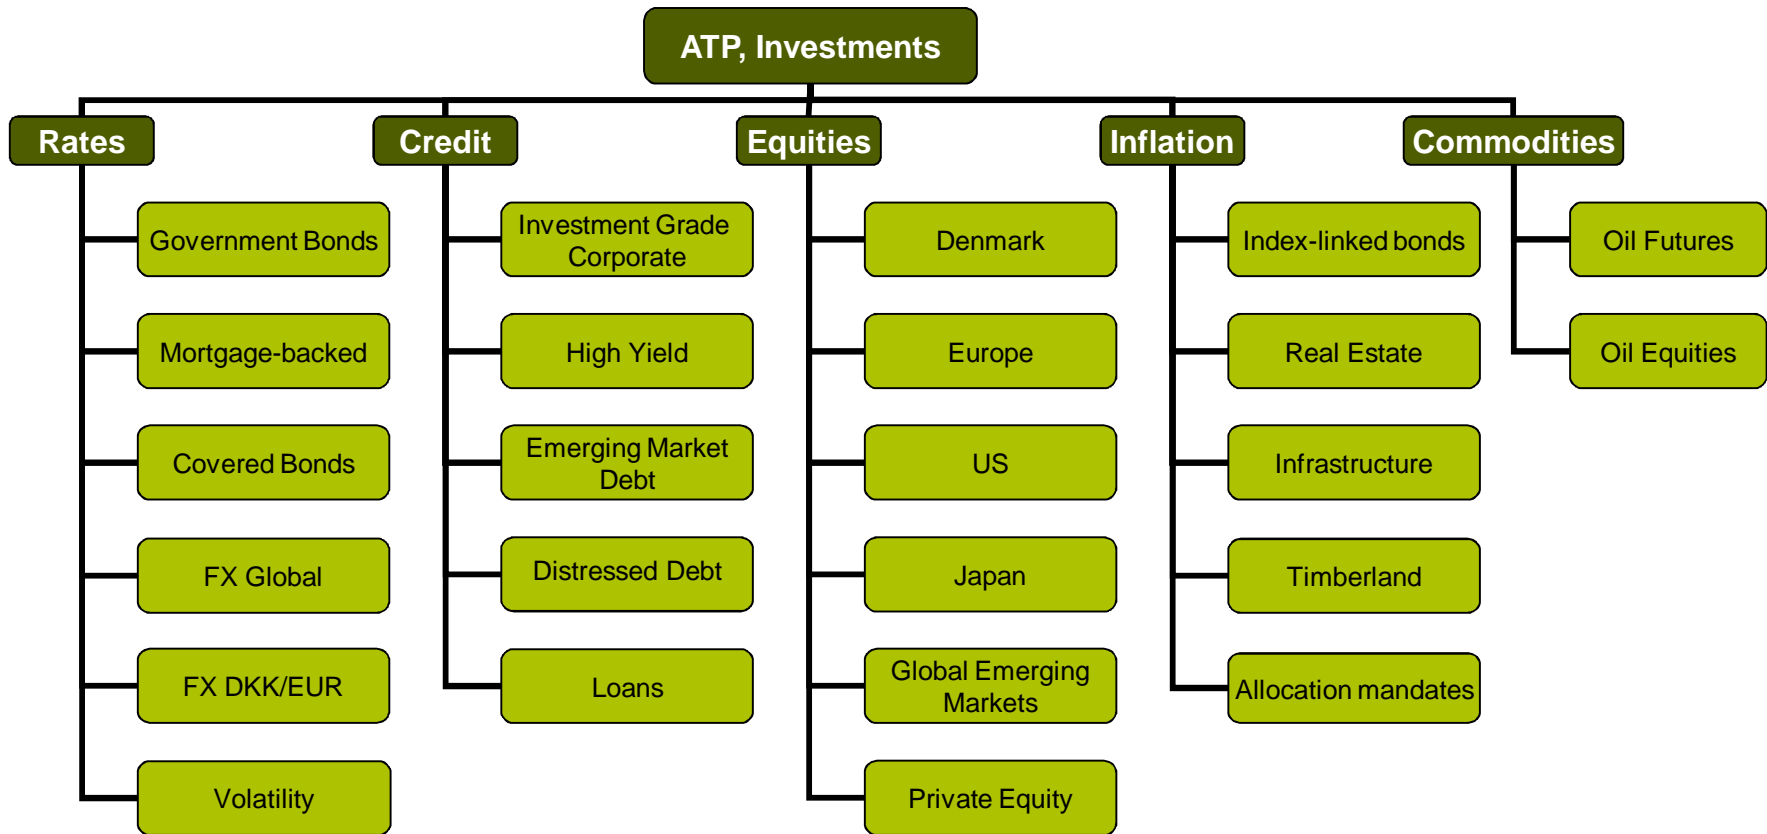 ATP, Investments
Rates
Credit
Equities
Inflation
Commodities
Government Bonds
Mortgage-backed
Covered Bonds
FX Global
FX DKK/EUR
Volatility
Investment Grade
Corporate
High Yield
Emerging Market
Debt
Distressed Debt
Loans
Denmark
Europe
US
Japan
Global Emerging
Markets
Private Equity
Index-linked bonds
Real Estate
Infrastructure
Timberland
Allocation mandates
Oil Futures
Oil Equities